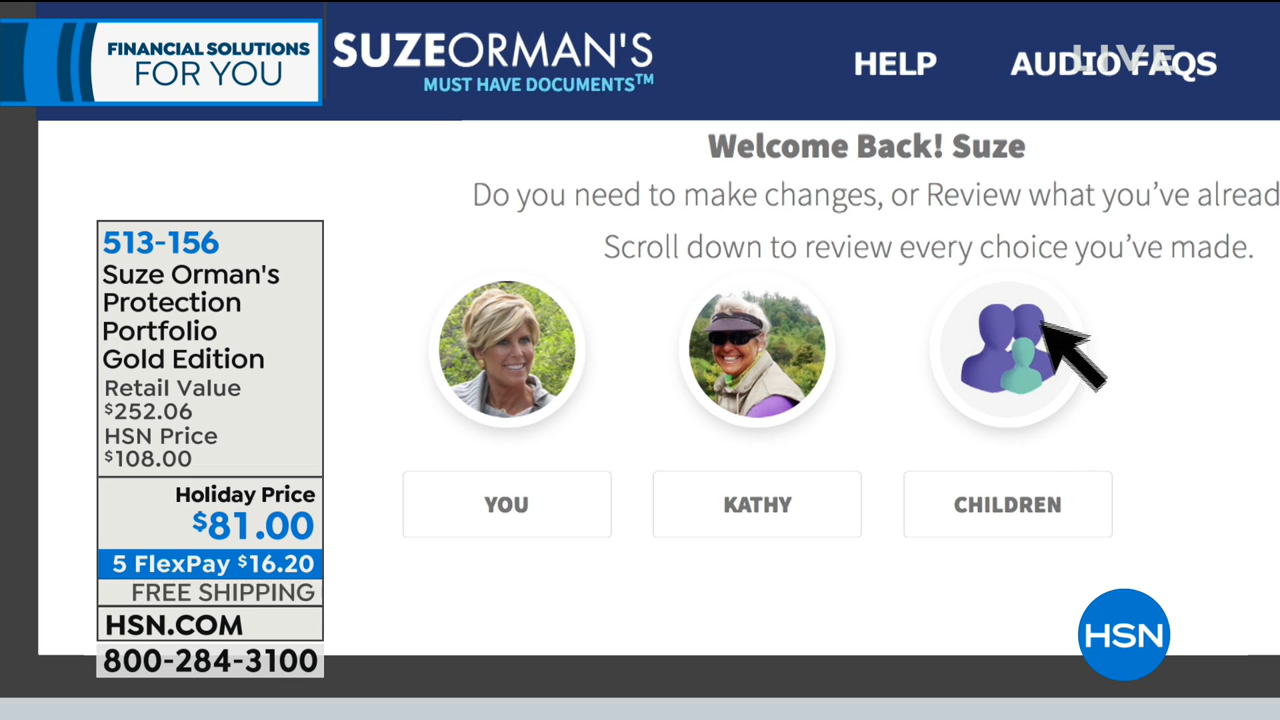 FINANCIAL SOLUTIONS
FOR YOU
SUZEORMAN'S
MUST HAVE DOCUMENTS™
HELP
AUDIO FAQS
LIVE
Welcome Back! Suze
Do you need to make changes, or Review what you've alread
Scroll down to review every choice you've made.
YOU
KATHY
CHILDREN
513-156
Suze Orman's
Protection
Portfolio
Gold Edition
Retail Value
$252.06
HSN Price
$108.00
Holiday Price
$81.00
5 FlexPay $16.20
FREE SHIPPING
HSN.COM
800-284-3100
HSN